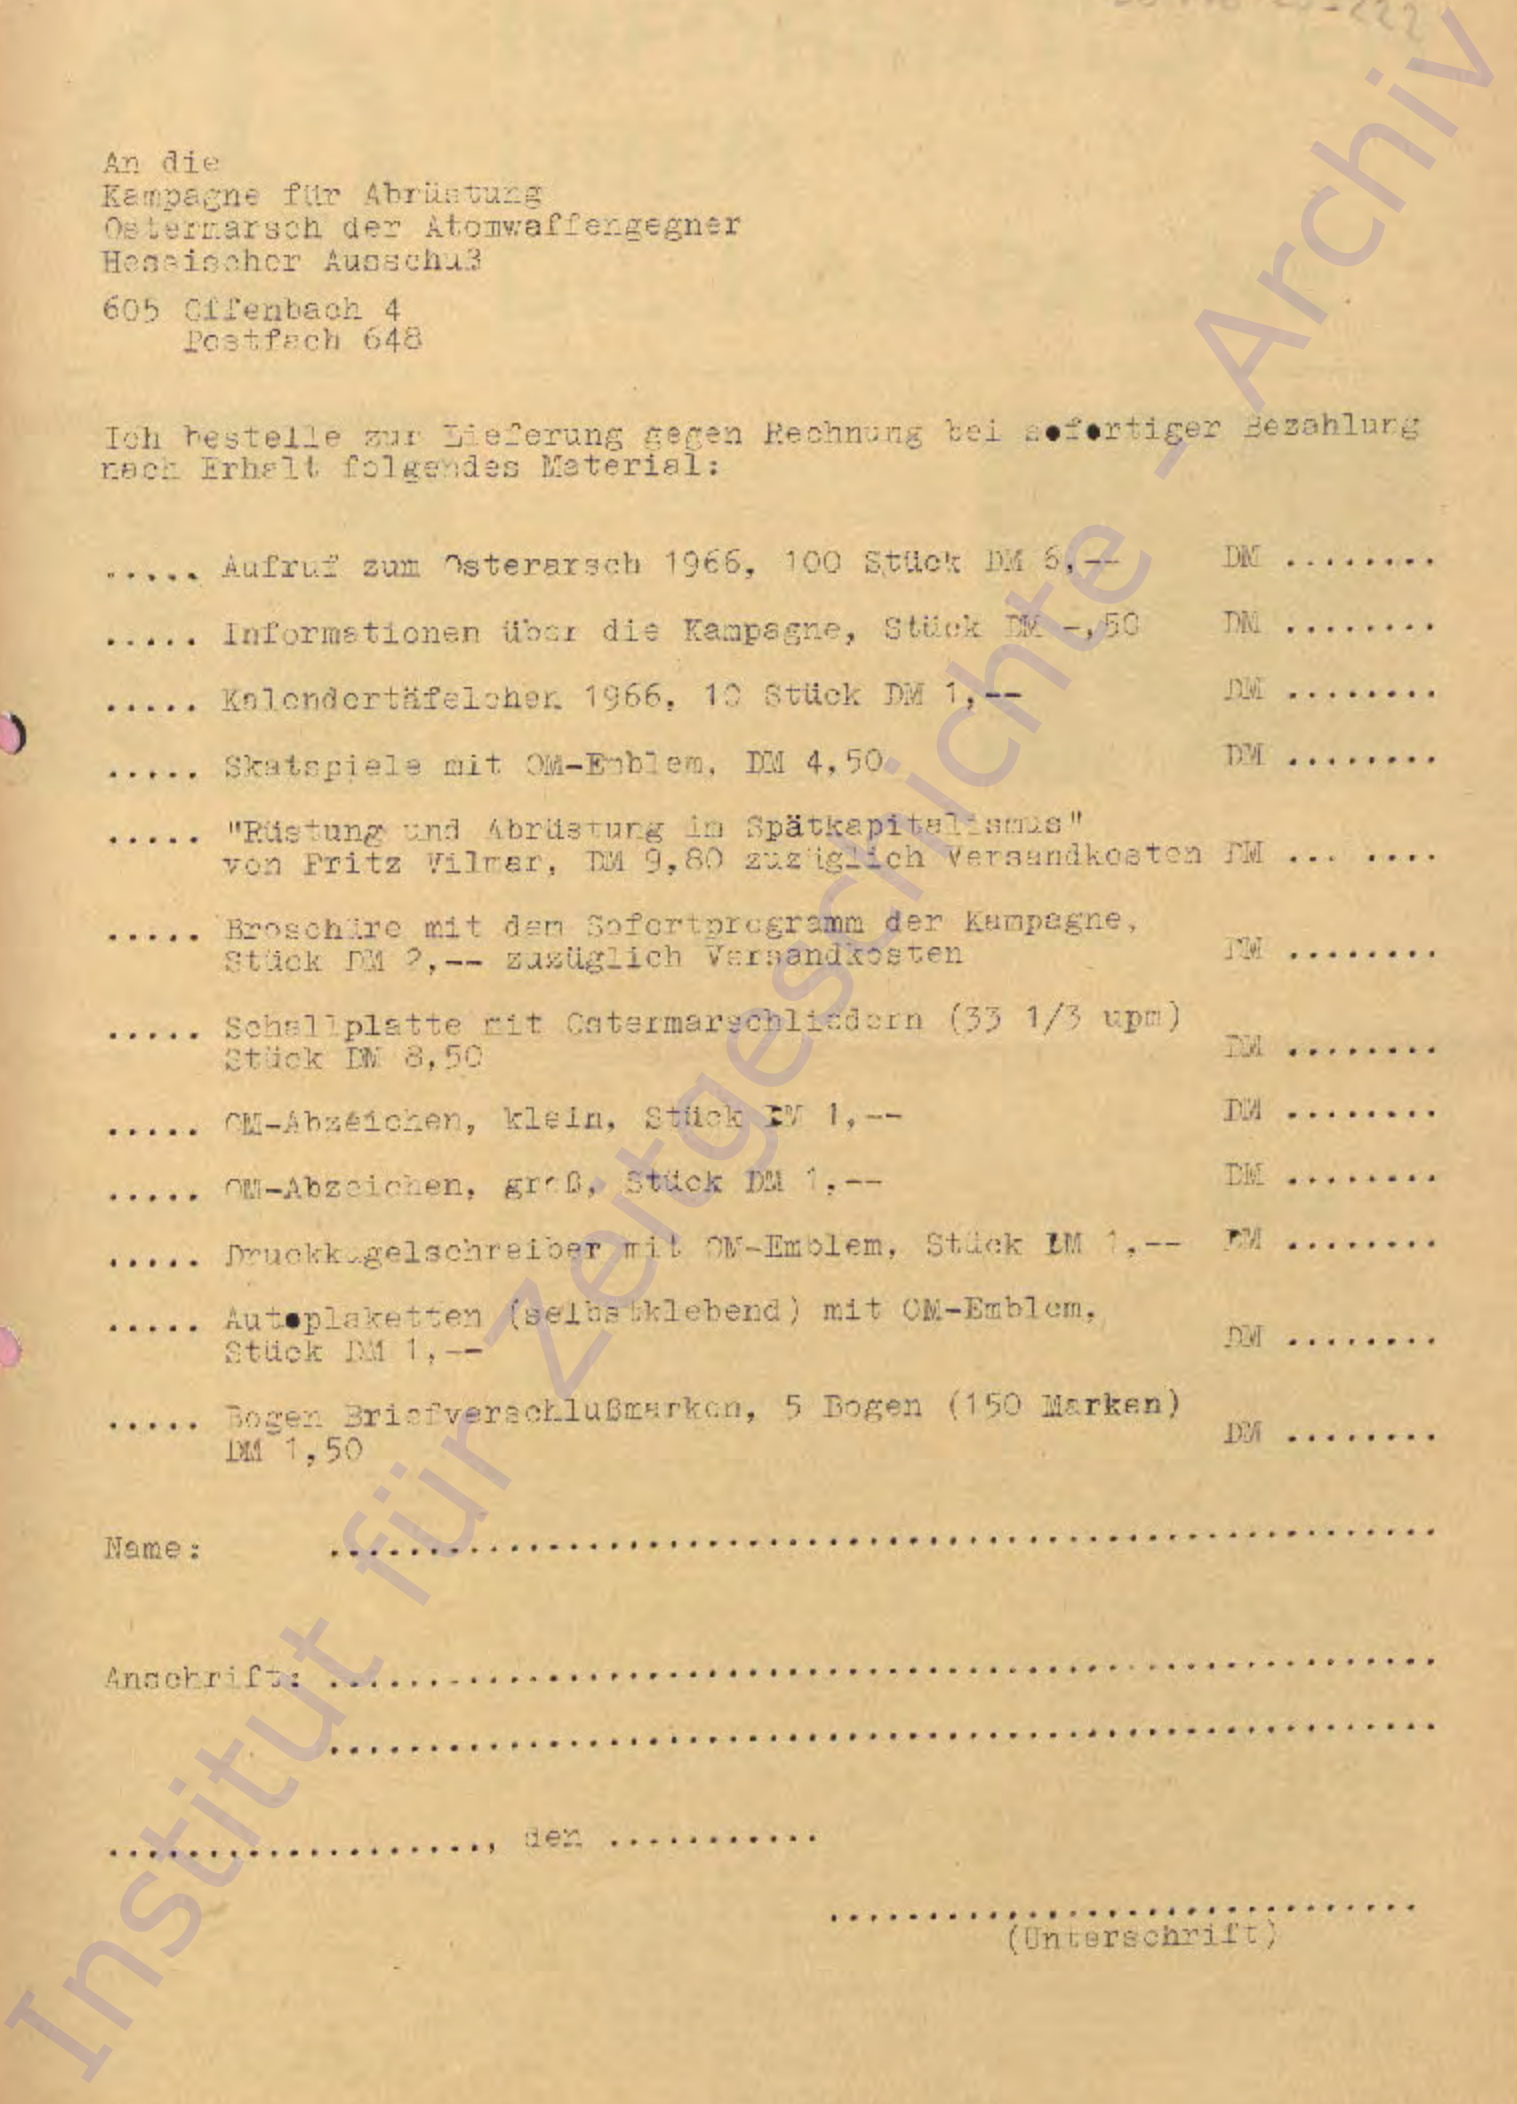 An die
Kampagne für Abrüstung
Ostermarsch der Atomwaffengegner
Hessischer Ausschuß
605 Offenbach 4
Postfach 648
Ich bestelle zur Lieferung gegen Rechnung bei sofortiger Bezahlung
nach Erhalt folgendes Material:
..... Aufruf zum Osterarsch 1966, 100 Stück DM 6,-- DM ........
..... Informationen über die Kampagne, Stück DM -,50 DM ........
..... Kalendertäfelchen 1966, 10 Stück DM 1,-- DM ........
..... Skatspiele mit OM-Emblem, DM 4,50 DM ........
..... "Rüstung und Abrüstung im Spätkapitalismus"
von Fritz Vilmar, DM 9,80 zuzüglich Versandkosten DM ... ....
..... Broschüre mit dem Sofortprogramm der Kampagne,
Stück DM 2,-- zuzüglich Versandkosten DM ........
..... Schallplatte mit Ostermarschliedern (33 1/3 upm)
Stück DM 8,50 DM ........
..... OM-Abzeichen, klein, Stück DM 1,-- DM ........
..... OM-Abzeichen, groß, Stück DM 1,-- DM ........
..... Druckkugelschreiber mit OM-Emblem, Stück DM 1,-- DM ........
..... Autoplaketten (selbstklebend) mit OM-Emblem,
Stück DM 1,-- DM ........
..... Bogen Briefverschlußmarken, 5 Bogen (150 Marken)
DM 1,50 DM ........
Name: ........................................................
Anschrift: ........................................................
........................................................
..................., den ...........
..............................
(Unterschrift)
Institut für Zeitgeschichte - Archiv